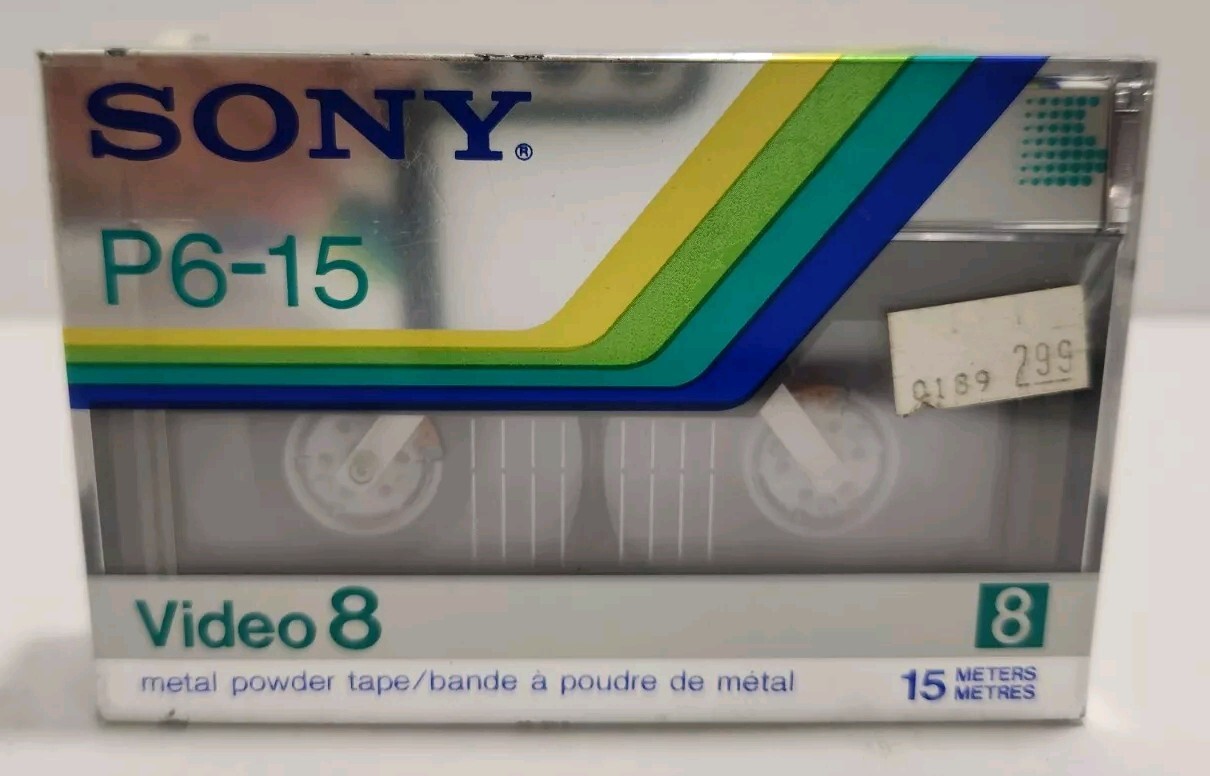 SONY®
P6-15
0189 299
Video 8
8
metal powder tape/bande à poudre de métal
15 METERS
METRES